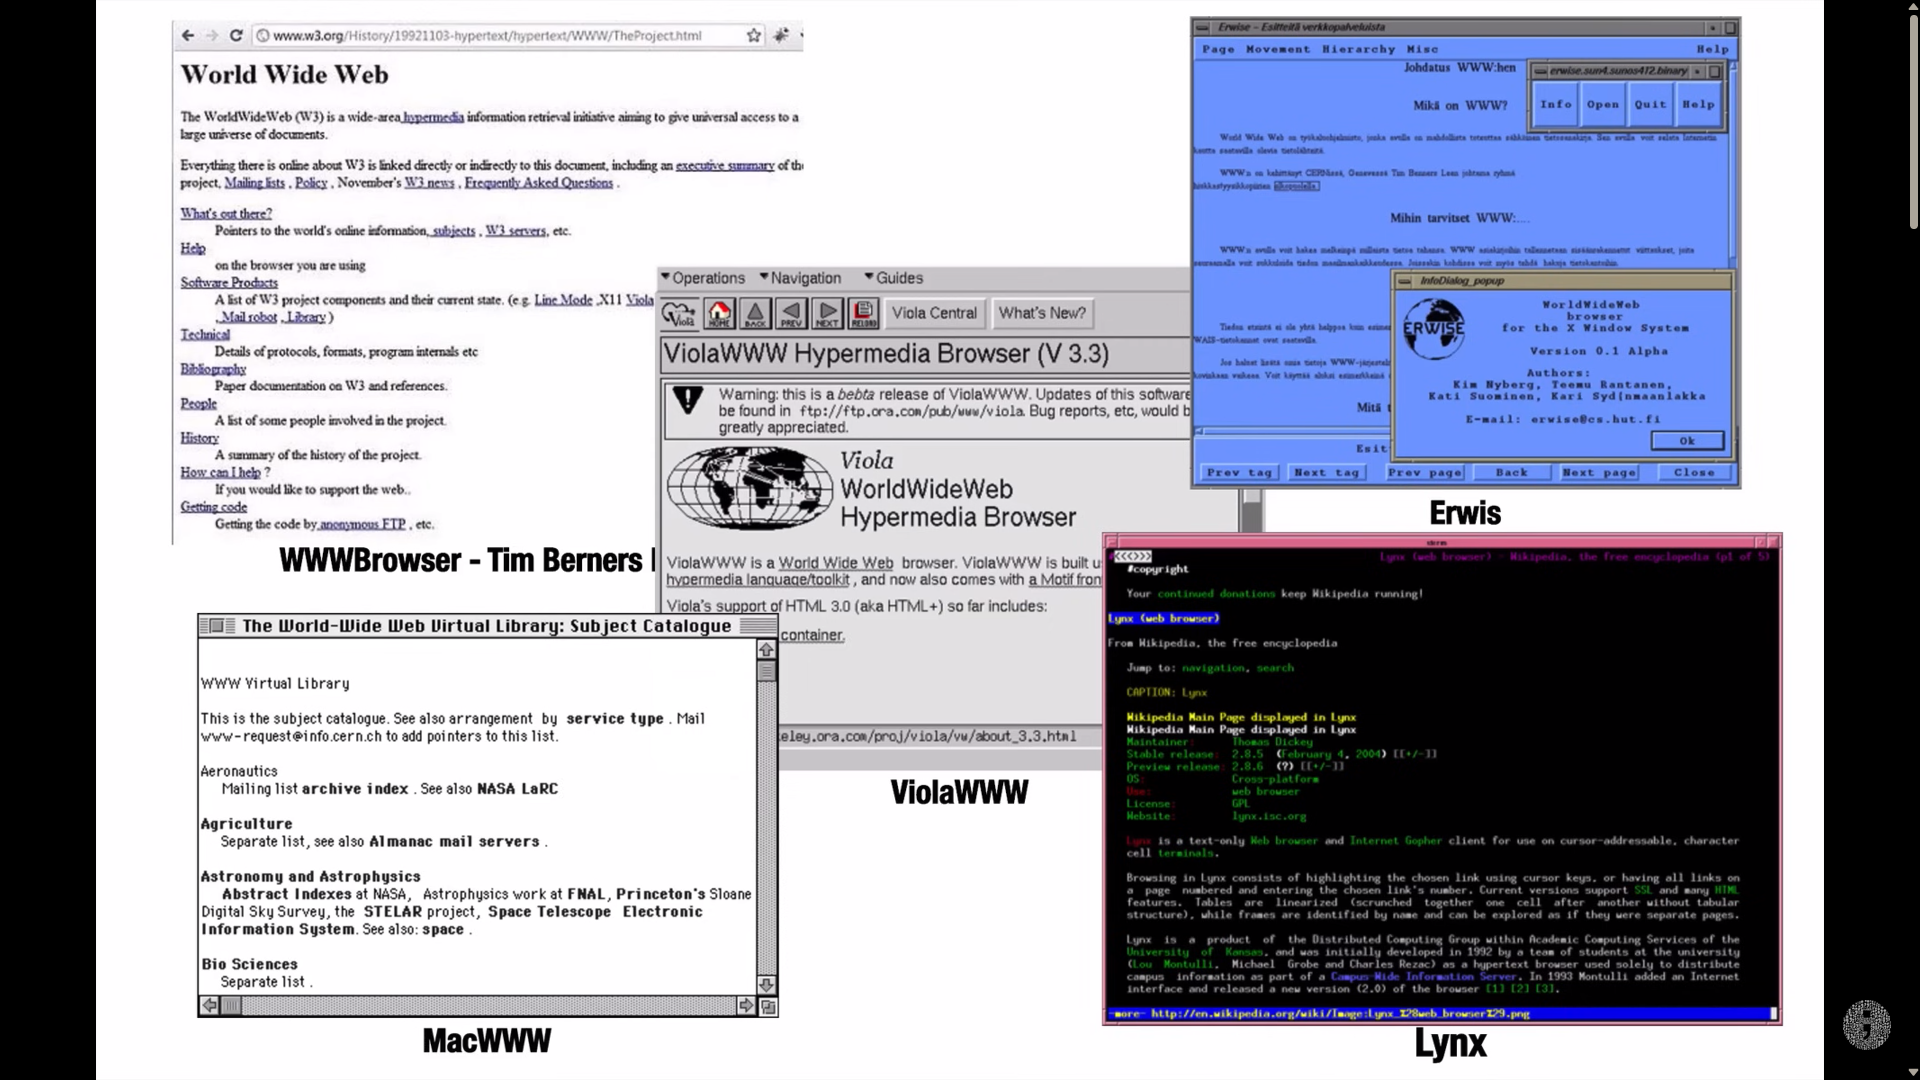 www.w3.org/History/19921103-hypertext/hypertext/WWW/TheProject.html
World Wide Web
The WorldWideWeb (W3) is a wide-area hypermedia information retrieval initiative aiming to give universal access to a
large universe of documents.
Everything there is online about W3 is linked directly or indirectly to this document, including an executive summary of the
project, Mailing lists , Policy , November's W3 news , Frequently Asked Questions .
What's out there?
Pointers to the world's online information, subjects , W3 servers, etc.
Help
on the browser you are using
Software Products
A list of W3 project components and their current state. (e.g. Line Mode ,X11 Viola
, Mail robot , Library )
Technical
Details of protocols, formats, program internals etc
Bibliography
Paper documentation on W3 and references.
People
A list of some people involved in the project.
History
A summary of the history of the project.
How can I help ?
If you would like to support the web..
Getting code
Getting the code by anonymous FTP , etc.
WWWBrowser - Tim Berners
Operations Navigation Guides
Viola HOME BACK PREV NEXT RELOAD Viola Central What's New?
ViolaWWW Hypermedia Browser (V 3.3)
Warning: this is a bebta release of ViolaWWW. Updates of this software
be found in ftp://ftp.ora.com/pub/www/viola. Bug reports, etc, would b
greatly appreciated.
Viola
WorldWideWeb
Hypermedia Browser
ViolaWWW is a World Wide Web browser. ViolaWWW is built u
hypermedia language/toolkit , and now also comes with a Motif fron
Viola's support of HTML 3.0 (aka HTML+) so far includes:
container.
eley.ora.com/proj/viola/vw/about_3.3.html
ViolaWWW
Erwise - Esitteitä verkkopalveluista
Page Movement Hierarchy Misc Help
Johdatus WWW:hen
erwise.sun4.sunos412.binary
Info Open Quit Help
Mikä on WWW?
Mihin tarvitset WWW:....
InfoDialog_popup
ERWISE
WorldWideWeb
browser
for the X Window System
Version 0.1 Alpha
Authors:
Kim Nyberg, Teemu Rantanen,
Kati Suominen, Kari Syd{nmaanlakka
E-mail: erwise@cs.hut.fi
Ok
Mitä t
Esit
Prev tag Next tag Prev page Back Next page Close
Erwis
The World-Wide Web Virtual Library: Subject Catalogue
WWW Virtual Library
This is the subject catalogue. See also arrangement by service type . Mail
www-request@info.cern.ch to add pointers to this list.
Aeronautics
Mailing list archive index . See also NASA LaRC
Agriculture
Separate list, see also Almanac mail servers .
Astronomy and Astrophysics
Abstract Indexes at NASA, Astrophysics work at FNAL, Princeton's Sloane
Digital Sky Survey, the STELAR project, Space Telescope Electronic
Information System. See also: space .
Bio Sciences
Separate list .
MacWWW
#<<<>>> Lynx (web browser) - Wikipedia, the free encyclopedia (p1 of 5)
#copyright
Your continued donations keep Wikipedia running!
Lynx (web browser)
From Wikipedia, the free encyclopedia
Jump to: navigation, search
CAPTION: Lynx
Wikipedia Main Page displayed in Lynx
Wikipedia Main Page displayed in Lynx
Maintainer: Thomas Dickey
Stable release: 2.8.5 (February 4, 2004) [[+/-]]
Preview release: 2.8.6 (?) [[+/-]]
OS: Cross-platform
Use: web browser
License: GPL
Website: lynx.isc.org
Lynx is a text-only Web browser and Internet Gopher client for use on cursor-addressable, character
cell terminals.
Browsing in Lynx consists of highlighting the chosen link using cursor keys, or having all links on
a page numbered and entering the chosen link's number. Current versions support SSL and many HTML
features. Tables are linearized (scrunched together one cell after another without tabular
structure), while frames are identified by name and can be explored as if they were separate pages.
Lynx is a product of the Distributed Computing Group within Academic Computing Services of the
University of Kansas, and was initially developed in 1992 by a team of students at the university
(Lou Montulli, Michael Grobe and Charles Rezac) as a hypertext browser used solely to distribute
campus information as part of a Campus-Wide Information Server. In 1993 Montulli added an Internet
interface and released a new version (2.0) of the browser [1] [2] [3].
-more- http://en.wikipedia.org/wiki/Image:Lynx_%28web_browser%29.png
Lynx